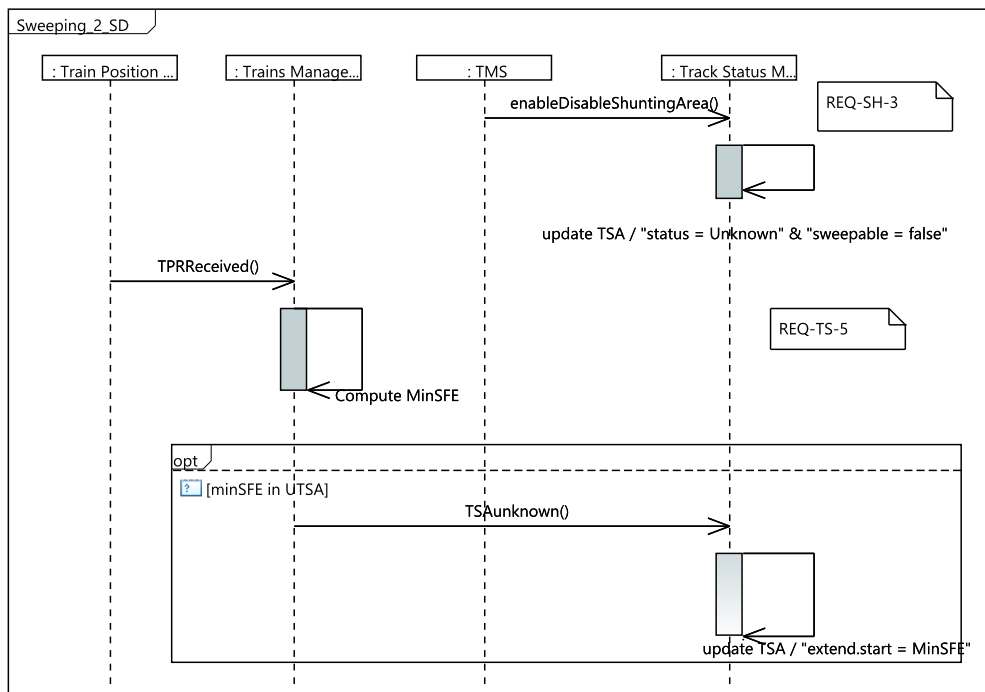 Sweeping_2_SD
: Train Position ...
: Trains Manage...
: TMS
: Track Status M...
enableDisableShuntingArea()
REQ-SH-3
update TSA / "status = Unknown" & "sweepable = false"
TPRReceived()
REQ-TS-5
Compute MinSFE
opt
? [minSFE in UTSA]
TSAunknown()
update TSA / "extend.start = MinSFE"